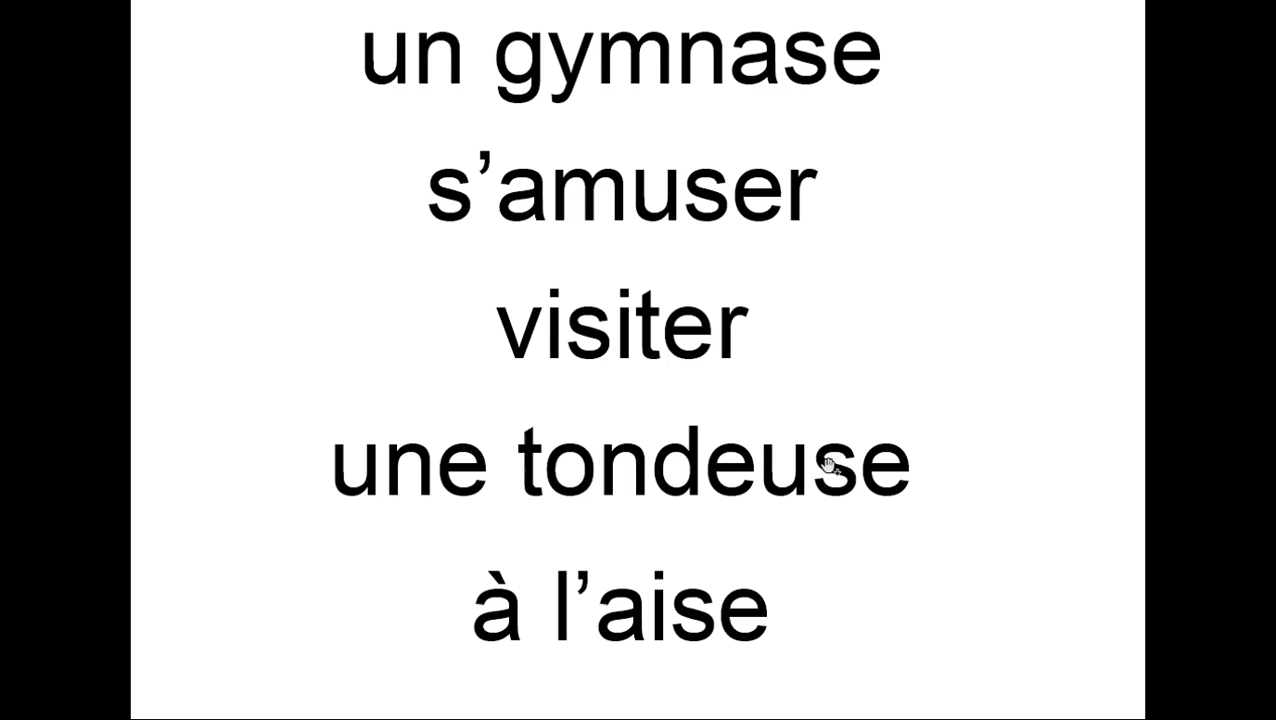 un gymnase
s’amuser
visiter
une tondeuse
à l’aise